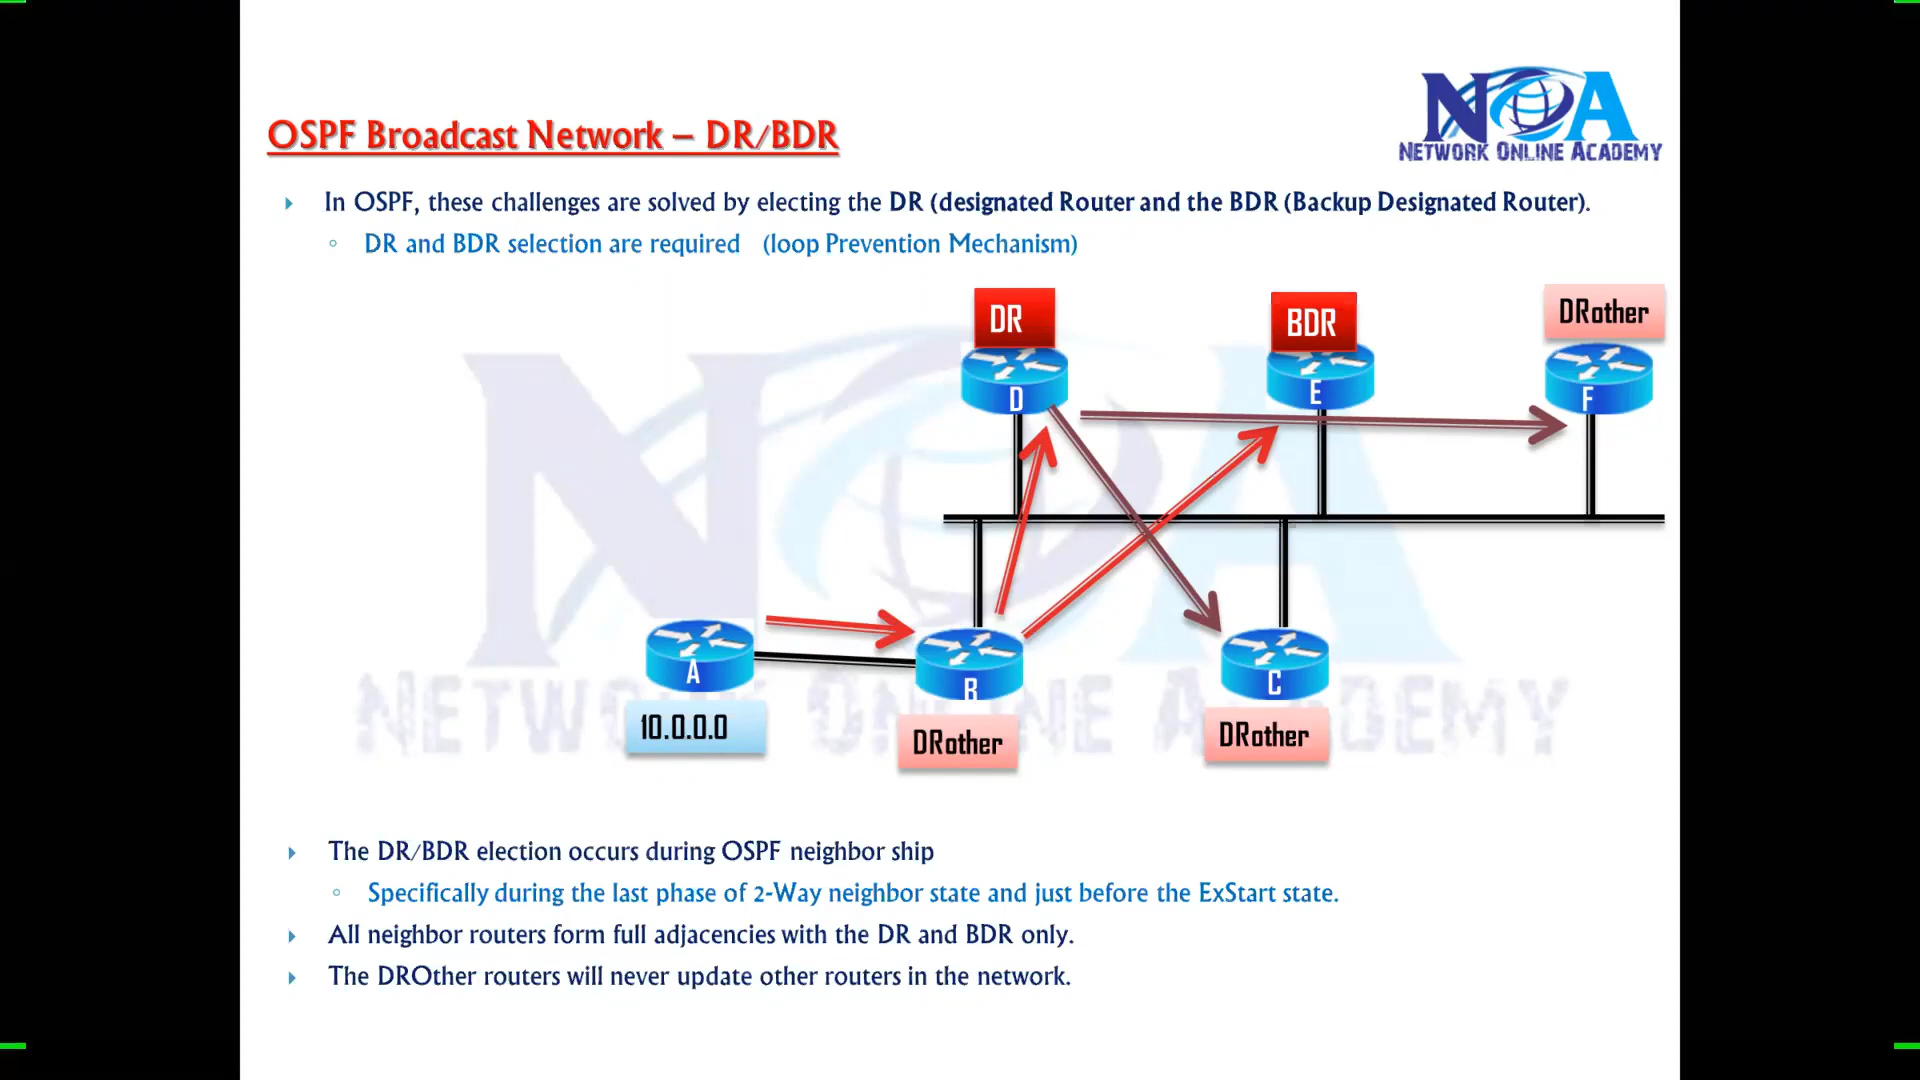 NOA
NETWORK ONLINE ACADEMY
OSPF Broadcast Network – DR/BDR
In OSPF, these challenges are solved by electing the DR (designated Router and the BDR (Backup Designated Router).
DR and BDR selection are required (loop Prevention Mechanism)
DR
BDR
DRother
D
E
F
A
B
C
10.0.0.0
DRother
DRother
NETWORK ONLINE ACADEMY
The DR/BDR election occurs during OSPF neighbor ship
Specifically during the last phase of 2-Way neighbor state and just before the ExStart state.
All neighbor routers form full adjacencies with the DR and BDR only.
The DROther routers will never update other routers in the network.